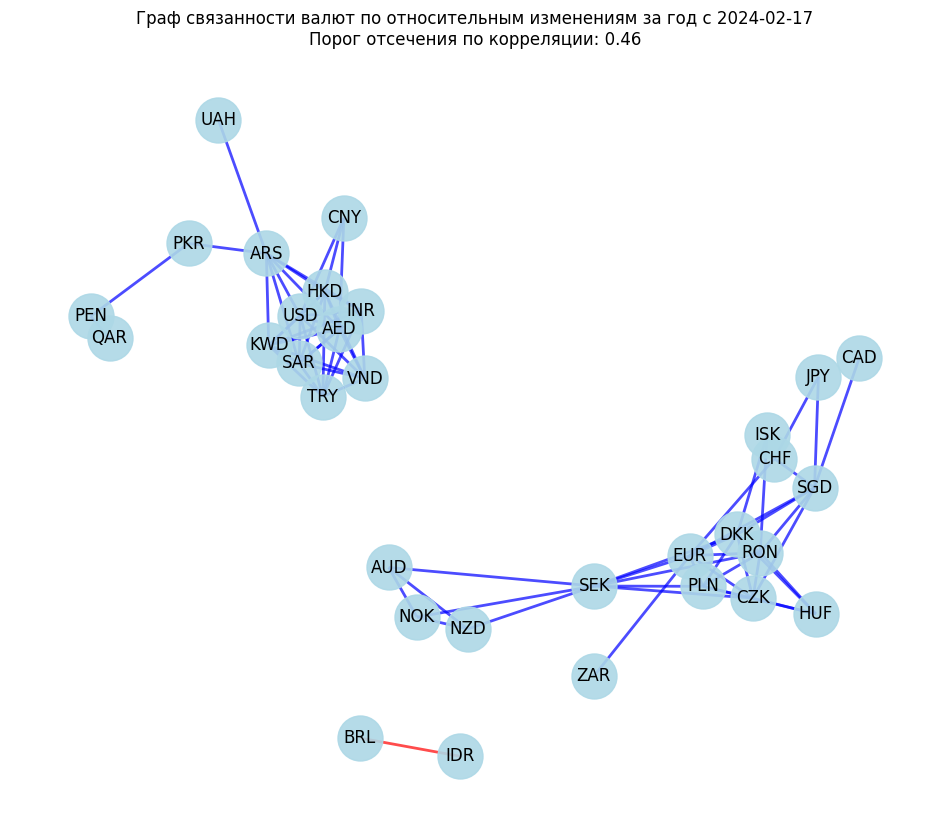 Граф связанности валют по относительным изменениям за год с 2024-02-17
Порог отсечения по корреляции: 0.46
UAH
CNY
PKR
ARS
HKD
INR
PEN
USD
AED
QAR
KWD
SAR
VND
TRY
CAD
JPY
ISK
CHF
SGD
DKK
RON
EUR
AUD
SEK
PLN
CZK
NOK
HUF
NZD
ZAR
BRL
IDR